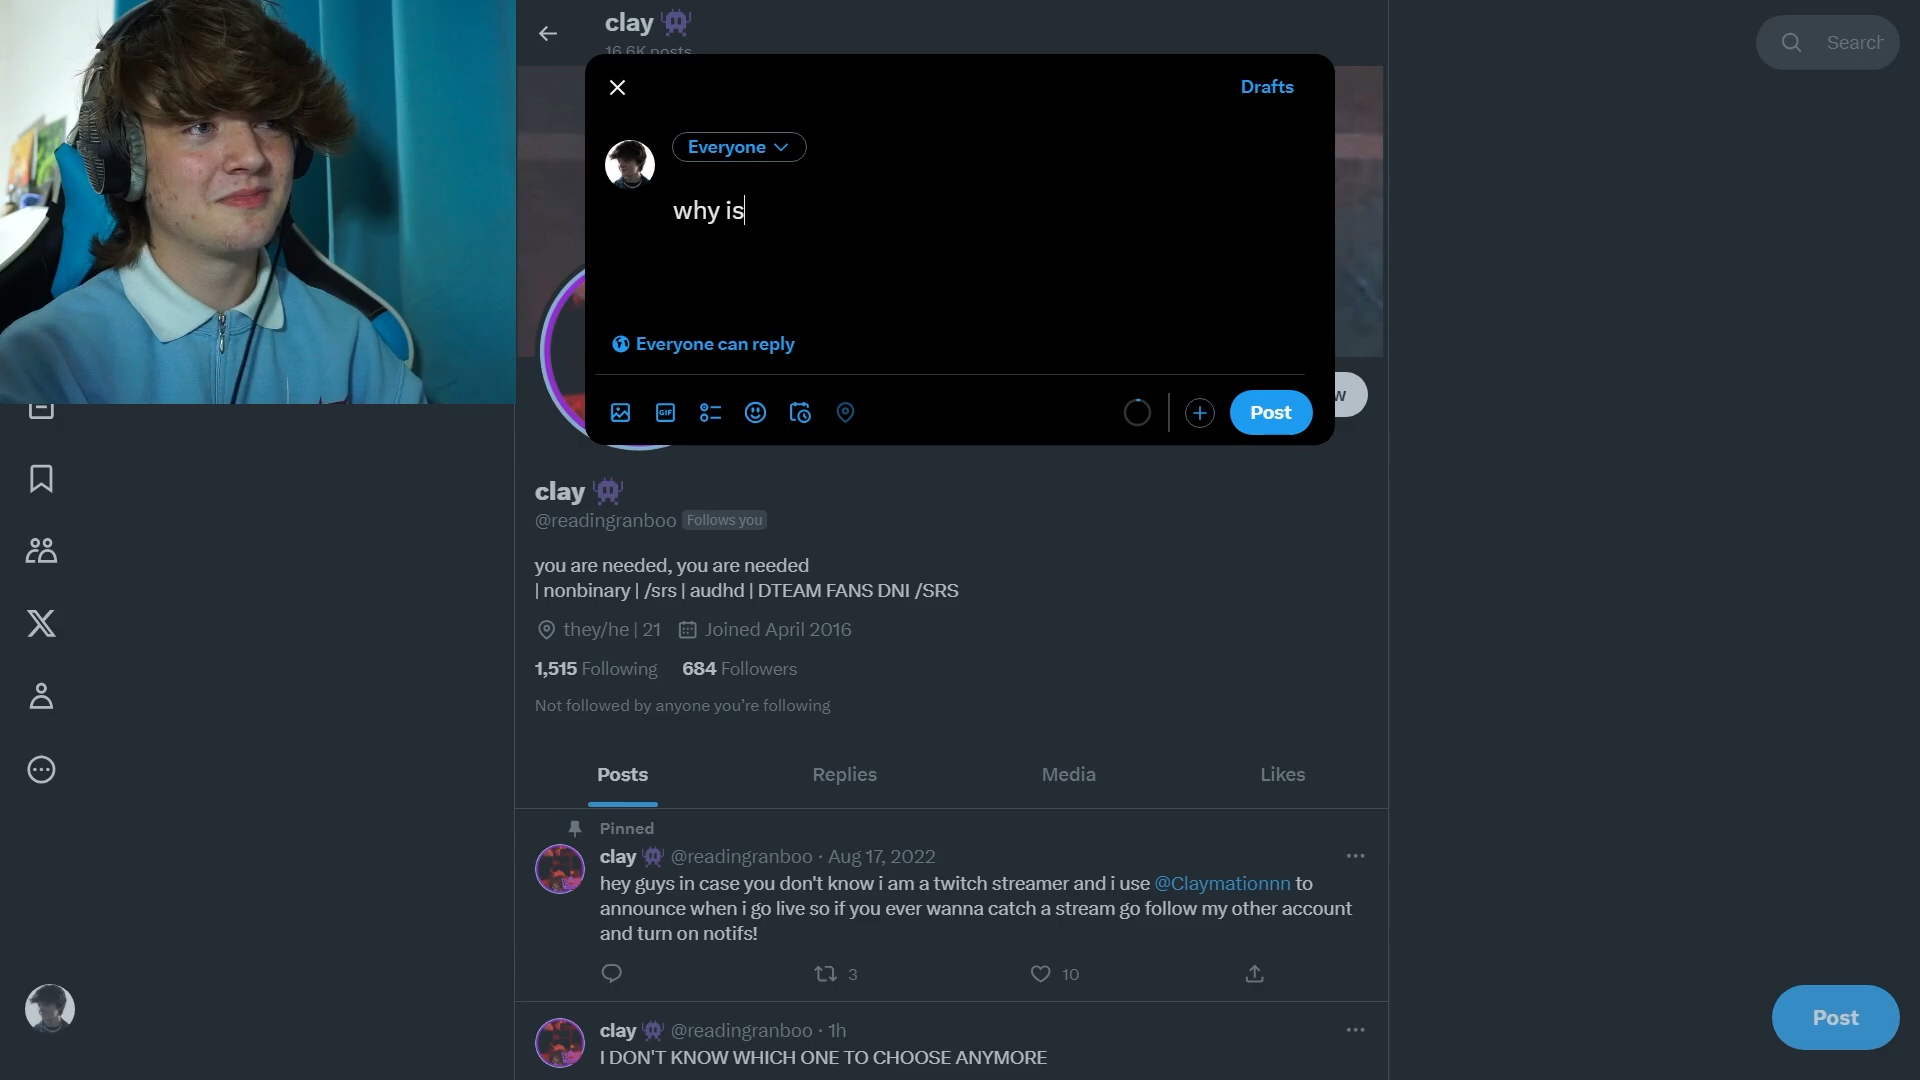 clay
16.6K posts
Search
Drafts
Everyone
why is
Everyone can reply
GIF
Post
w
clay
@readingranboo Follows you
you are needed, you are needed
| nonbinary | /srs | audhd | DTEAM FANS DNI /SRS
they/he | 21 Joined April 2016
1,515 Following 684 Followers
Not followed by anyone you're following
Posts Replies Media Likes
Pinned
clay @readingranboo · Aug 17, 2022
hey guys in case you don't know i am a twitch streamer and i use @Claymationnn to
announce when i go live so if you ever wanna catch a stream go follow my other account
and turn on notifs!
3 10
clay @readingranboo · 1h
I DON'T KNOW WHICH ONE TO CHOOSE ANYMORE
Post